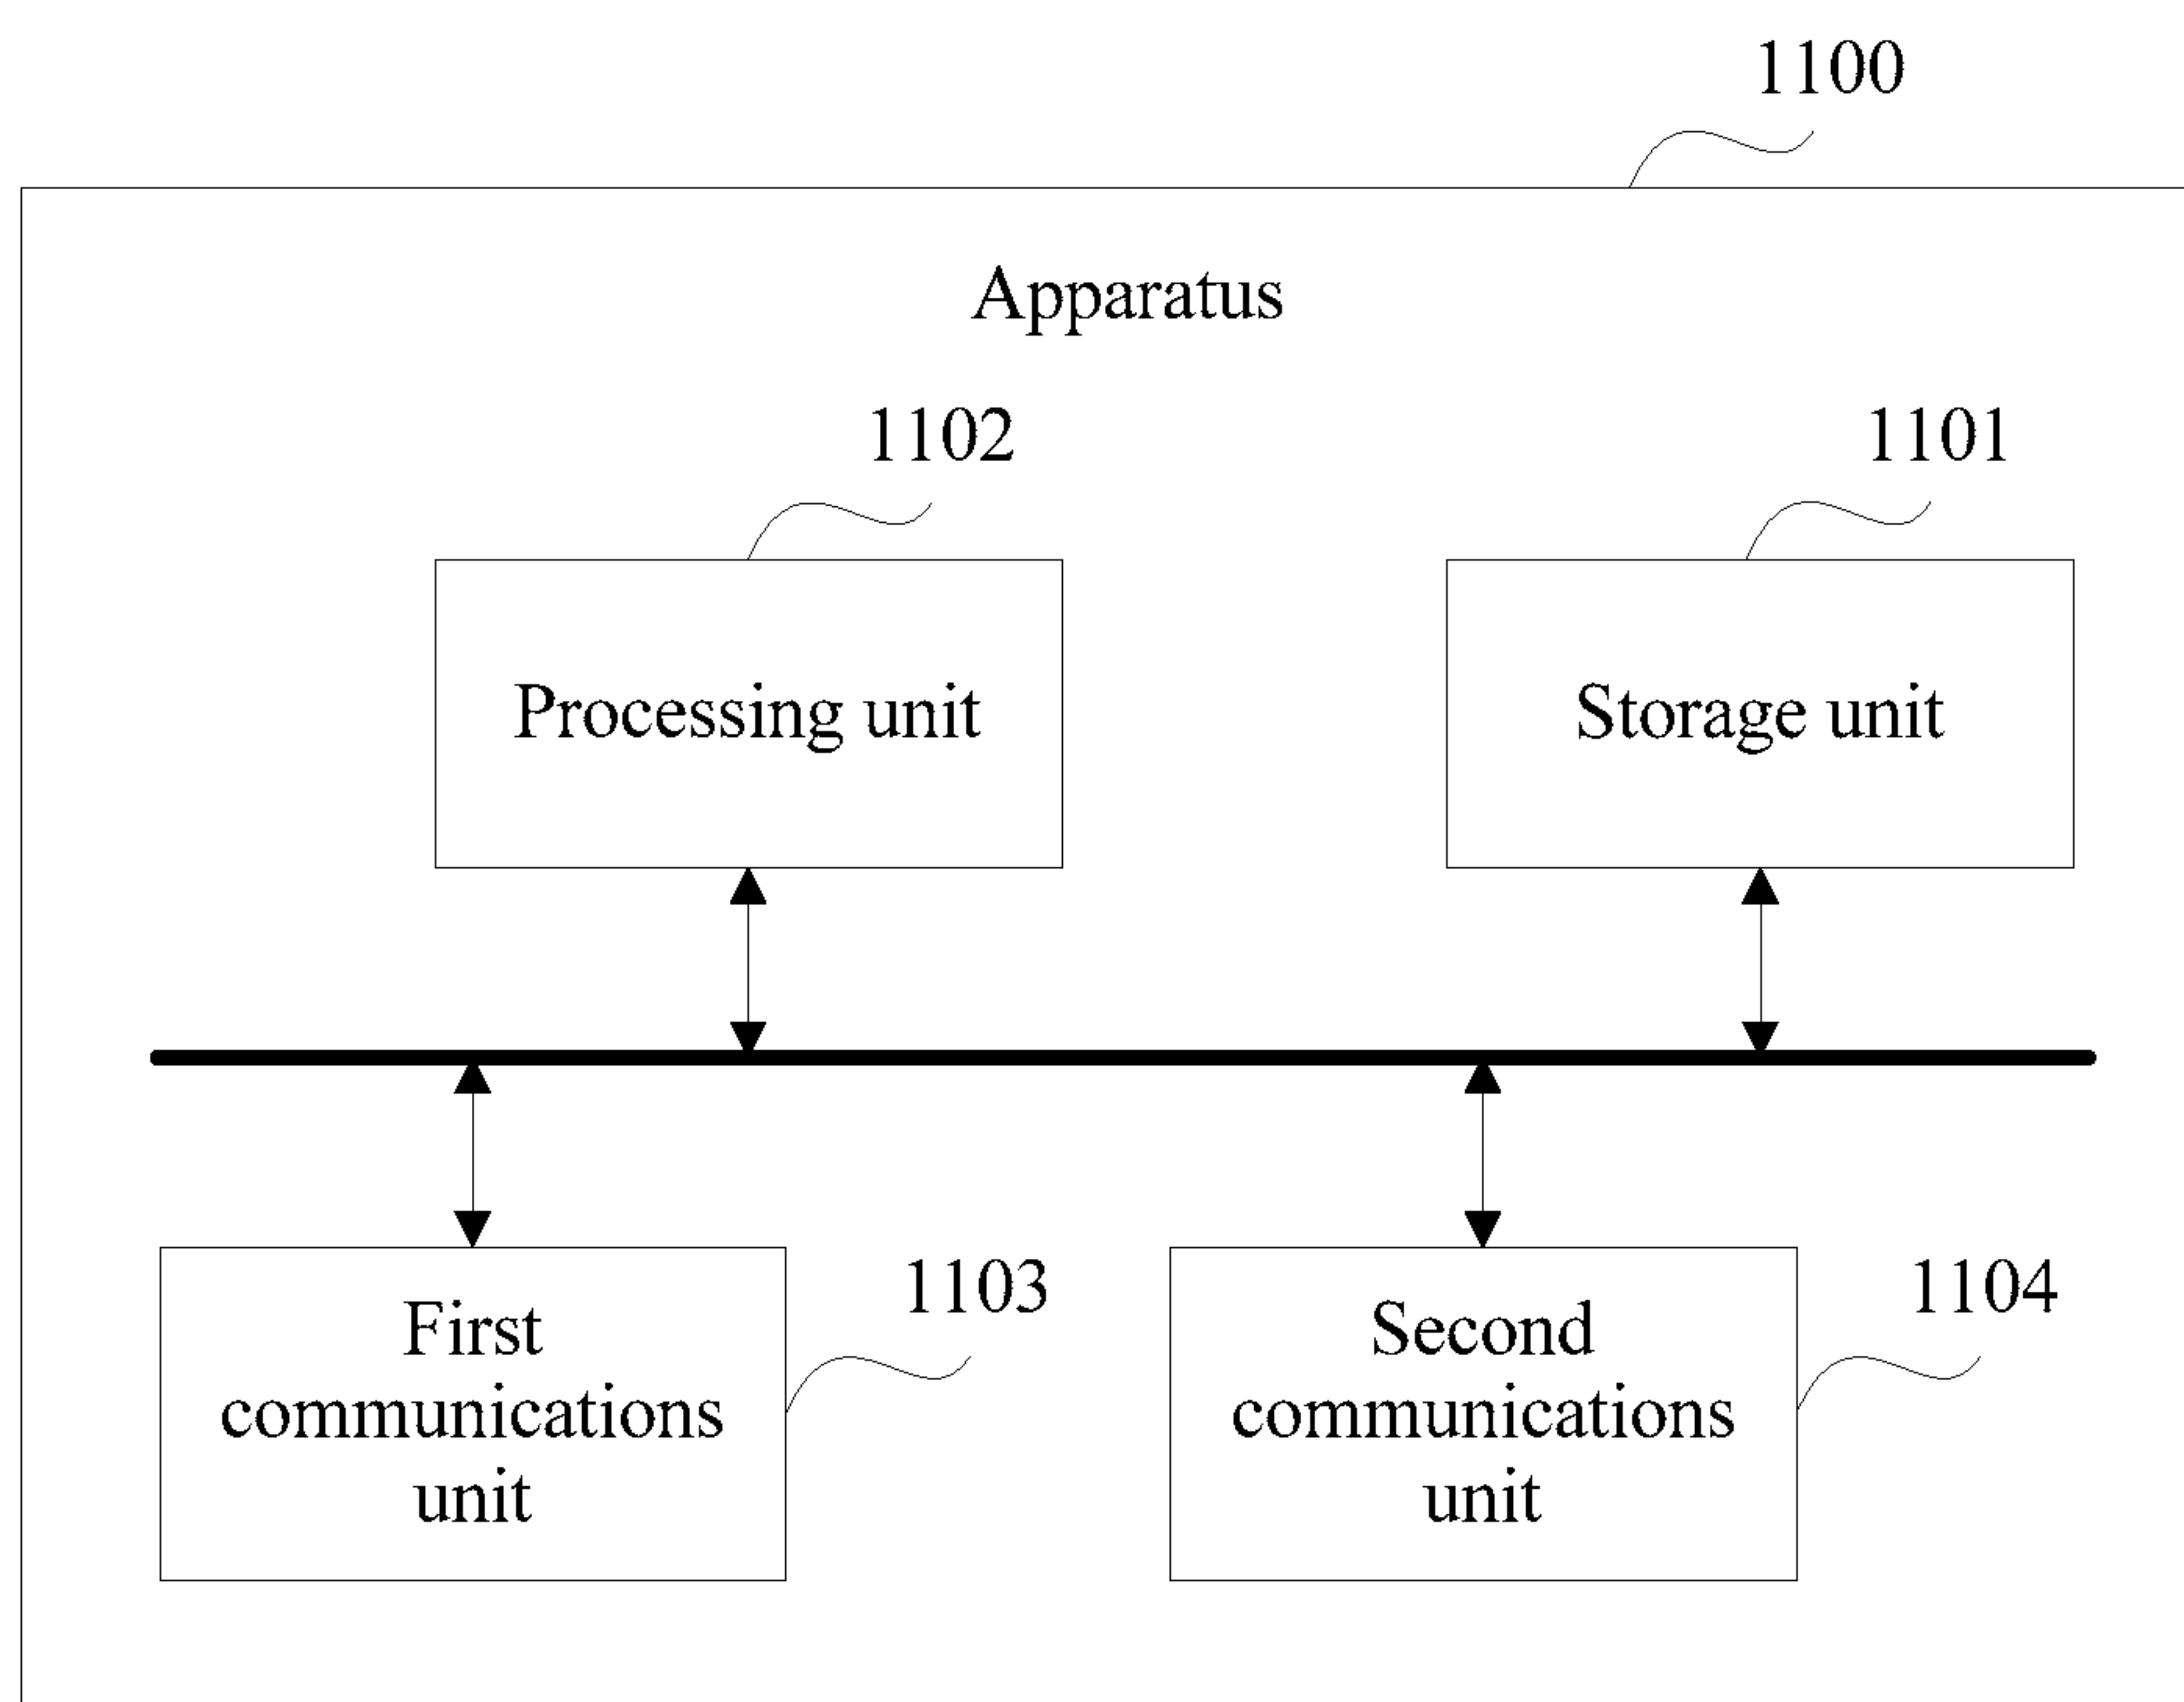 1100
Apparatus
1102
1101
Processing unit
Storage unit
1103
1104
First
communications
unit
Second
communications
unit